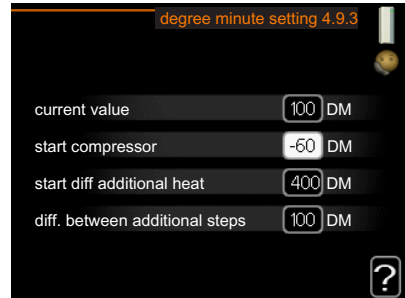 degree minute setting 4.9.3
current value 100 DM
start compressor -60 DM
start diff additional heat 400 DM
diff. between additional steps 100 DM
?